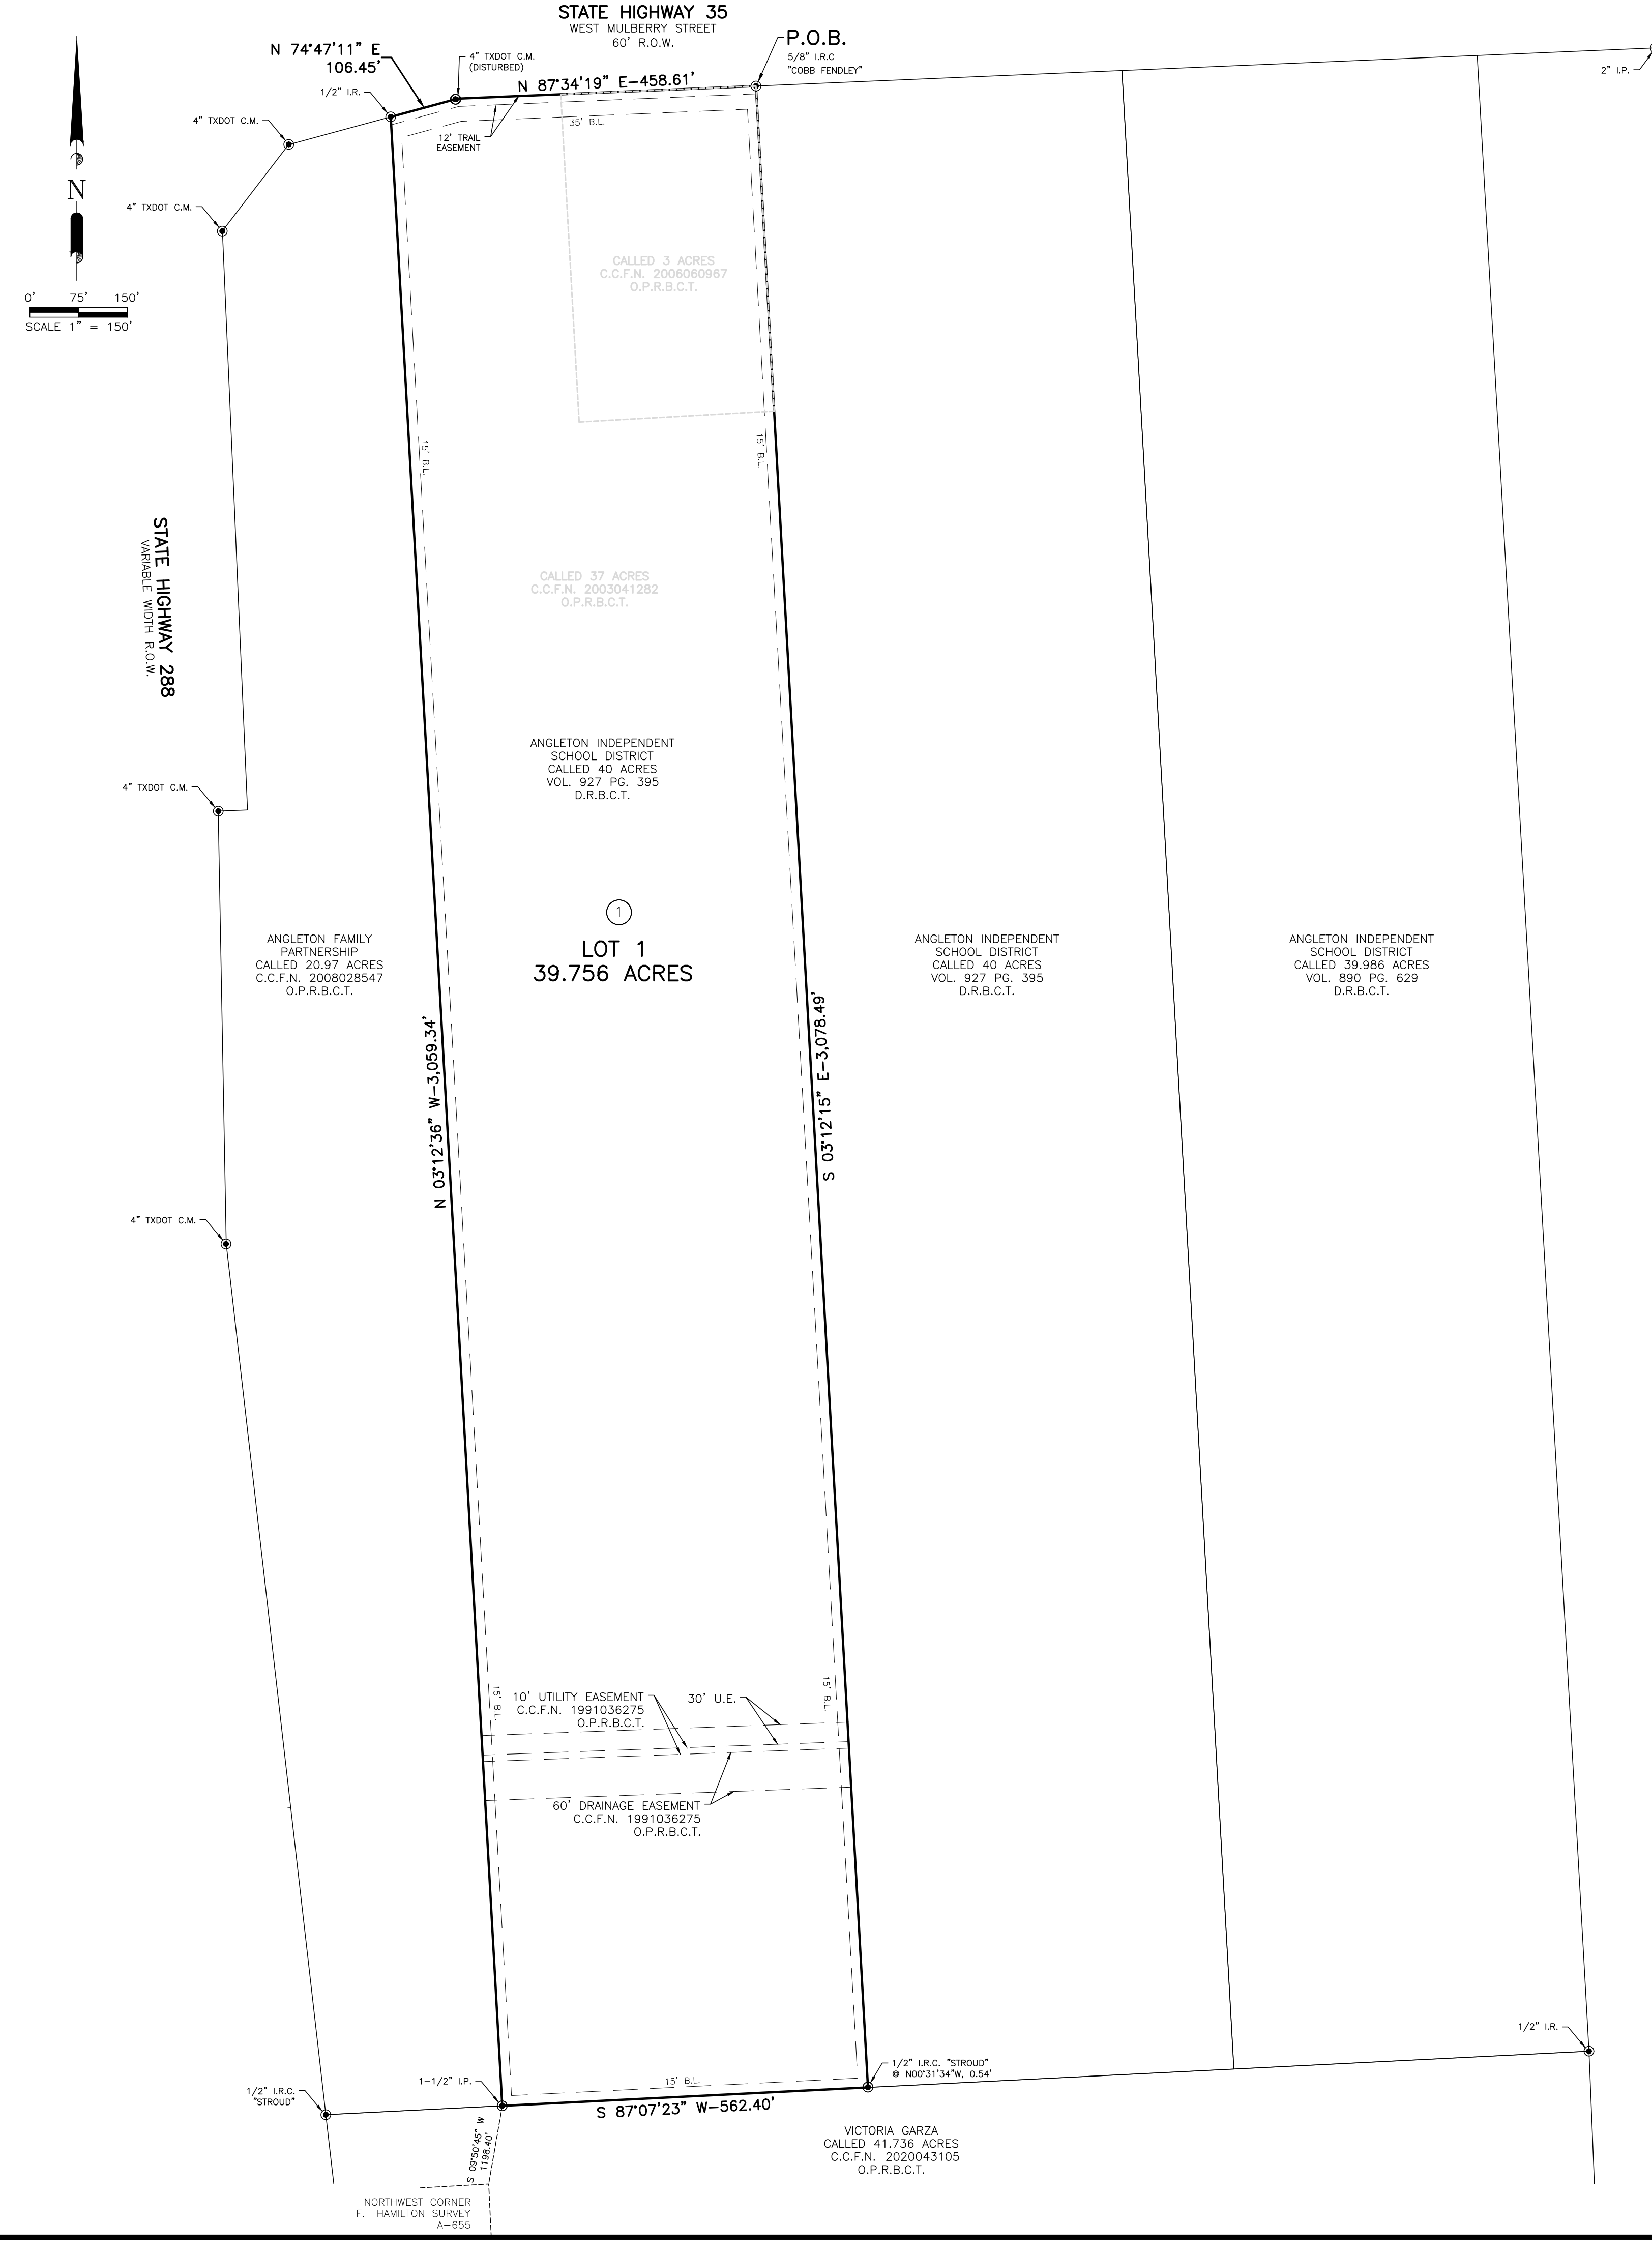 STATE HIGHWAY 35
WEST MULBERRY STREET
60' R.O.W.
P.O.B.
5/8" I.R.C
"COBB FENDLEY"
2" I.P.
N 74°47'11" E
106.45'
4" TXDOT C.M.
(DISTURBED)
N 87°34'19" E-458.61'
1/2" I.R.
4" TXDOT C.M.
35' B.L.
12' TRAIL
EASEMENT
N
4" TXDOT C.M.
0' 75' 150'
SCALE 1" = 150'
CALLED 3 ACRES
C.C.F.N. 2006060967
O.P.R.B.C.T.
15' B.L.
15' B.L.
STATE HIGHWAY 288
VARIABLE WIDTH R.O.W.
CALLED 37 ACRES
C.C.F.N. 2003041282
O.P.R.B.C.T.
ANGLETON INDEPENDENT
SCHOOL DISTRICT
CALLED 40 ACRES
VOL. 927 PG. 395
D.R.B.C.T.
4" TXDOT C.M.
1
LOT 1
39.756 ACRES
ANGLETON FAMILY
PARTNERSHIP
CALLED 20.97 ACRES
C.C.F.N. 2008028547
O.P.R.B.C.T.
ANGLETON INDEPENDENT
SCHOOL DISTRICT
CALLED 40 ACRES
VOL. 927 PG. 395
D.R.B.C.T.
ANGLETON INDEPENDENT
SCHOOL DISTRICT
CALLED 39.986 ACRES
VOL. 890 PG. 629
D.R.B.C.T.
N 03°12'36" W-3,059.34'
S 03°12'15" E-3,078.49'
4" TXDOT C.M.
15' B.L.
10' UTILITY EASEMENT
C.C.F.N. 1991036275
O.P.R.B.C.T.
30' U.E.
15' B.L.
60' DRAINAGE EASEMENT
C.C.F.N. 1991036275
O.P.R.B.C.T.
1/2" I.R.
1/2" I.R.C. "STROUD"
@ N00°31'34"W, 0.54'
1-1/2" I.P.
15' B.L.
1/2" I.R.C.
"STROUD"
S 87°07'23" W-562.40'
S 09°50'45" W
1198.40'
VICTORIA GARZA
CALLED 41.736 ACRES
C.C.F.N. 2020043105
O.P.R.B.C.T.
NORTHWEST CORNER
F. HAMILTON SURVEY
A-655